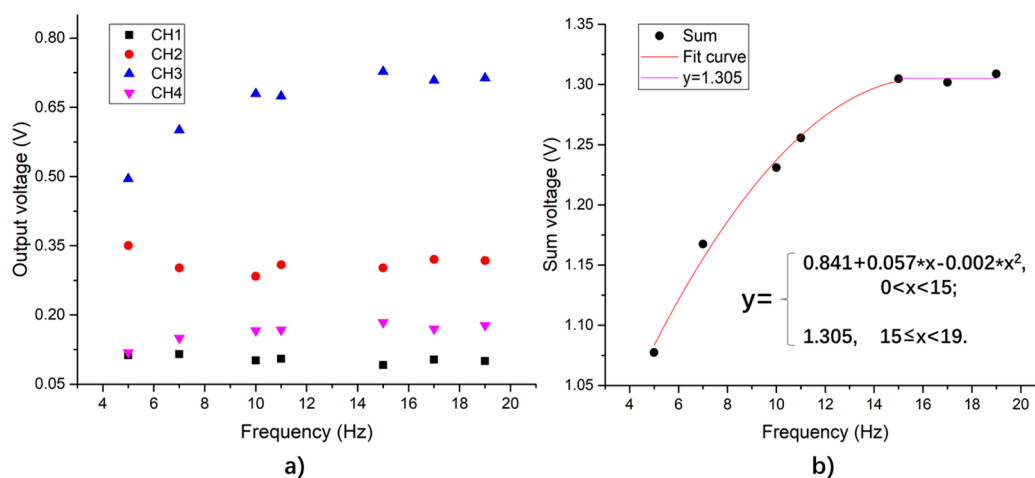 0.80
0.65
0.50
0.35
0.20
0.05
Output voltage (V)
CH1
CH2
CH3
CH4
4 6 8 10 12 14 16 18 20
Frequency (Hz)
a)
1.35
1.30
1.25
1.20
1.15
1.10
1.05
Sum voltage (V)
Sum
Fit curve
y=1.305
y=
0.841+0.057*x-0.002*x²,
0<x<15;
1.305, 15≤x<19.
4 6 8 10 12 14 16 18 20
Frequency (Hz)
b)